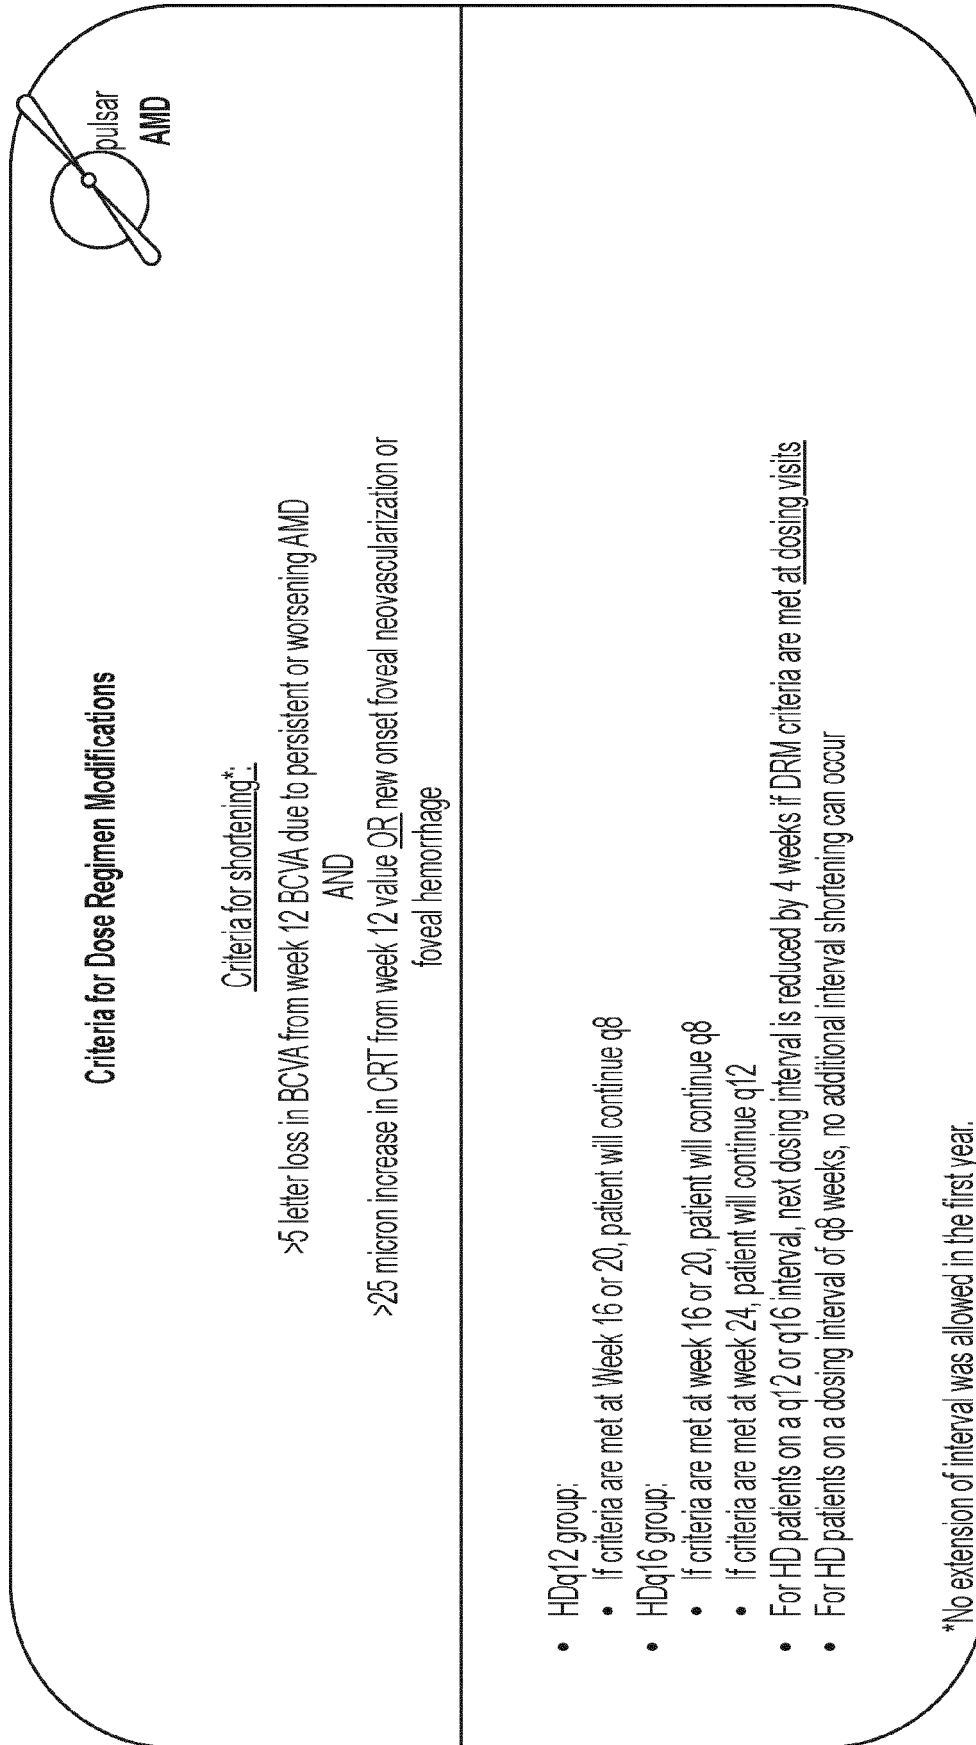 pulsar
AMD
Criteria for Dose Regimen Modifications
Criteria for shortening*:
>5 letter loss in BCVA from week 12 BCVA due to persistent or worsening AMD
AND
>25 micron increase in CRT from week 12 value OR new onset foveal neovascularization or
foveal hemorrhage
• HDq12 group:
• If criteria are met at Week 16 or 20, patient will continue q8
• HDq16 group:
• If criteria are met at week 16 or 20, patient will continue q8
• If criteria are met at week 24, patient will continue q12
• For HD patients on a q12 or q16 interval, next dosing interval is reduced by 4 weeks if DRM criteria are met at dosing visits
• For HD patients on a dosing interval of q8 weeks, no additional interval shortening can occur
*No extension of interval was allowed in the first year.